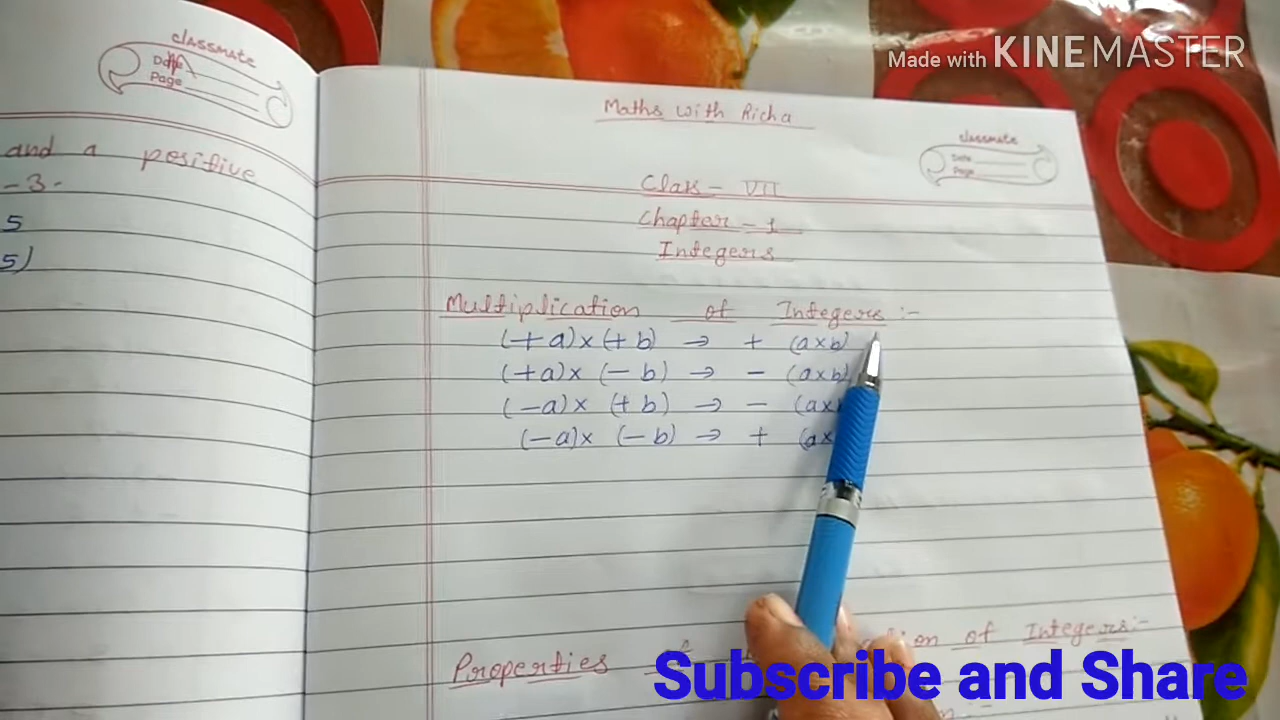 classmate
Date
Page
and a positive
-3-
5
5)
Made with KINEMASTER
Maths with Richa
classmate
Date
Page
Class - VII
Chapter - 1
Integers
Multiplication of Integers :-
(+a)×(+b) → + (a×b)
(+a)× (-b) → - (a×b)
(-a)× (+b) → - (a×b
(-a)× (-b) → + (a×
Properties of of Integers:-
Subscribe and Share